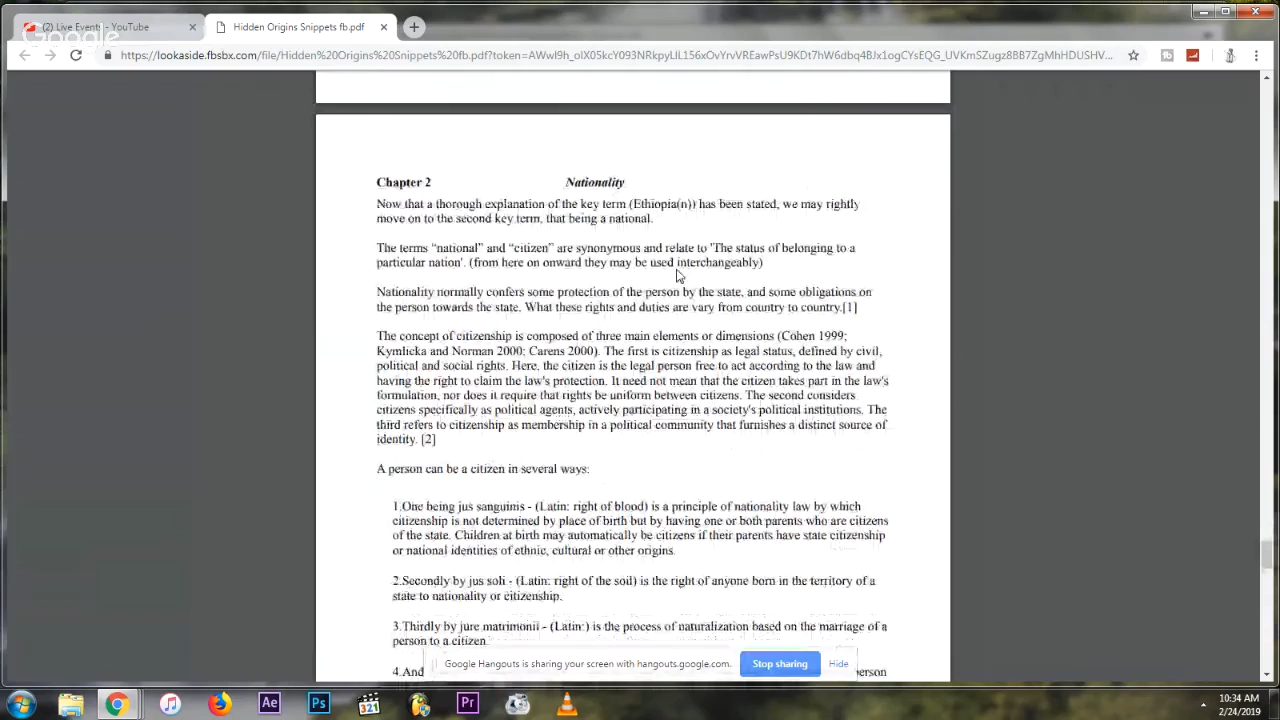 (2) Live Event - YouTube
Hidden Origins Snippets fb.pdf
Google
https://lookaside.fbsbx.com/file/Hidden%20Origins%20Snippets%20fb.pdf?token=
Chapter 2 Nationality
Now that a thorough explanation of the key term (Ethiopia(n)) has been stated, we may rightly
move on to the second key term, that being a national.
The terms “national” and “citizen” are synonymous and relate to 'The status of belonging to a
particular nation'. (from here on onward they may be used interchangeably)
Nationality normally confers some protection of the person by the state, and some obligations on
the person towards the state. What these rights and duties are vary from country to country.[1]
The concept of citizenship is composed of three main elements or dimensions (Cohen 1999;
Kymlicka and Norman 2000; Carens 2000). The first is citizenship as legal status, defined by civil,
political and social rights. Here, the citizen is the legal person free to act according to the law and
having the right to claim the law's protection. It need not mean that the citizen takes part in the law's
formulation, nor does it require that rights be uniform between citizens. The second considers
citizens specifically as political agents, actively participating in a society's political institutions. The
third refers to citizenship as membership in a political community that furnishes a distinct source of
identity. [2]
A person can be a citizen in several ways:
1.One being jus sanguinis - (Latin: right of blood) is a principle of nationality law by which
citizenship is not determined by place of birth but by having one or both parents who are citizens
of the state. Children at birth may automatically be citizens if their parents have state citizenship
or national identities of ethnic, cultural or other origins.
2.Secondly by jus soli - (Latin: right of the soil) is the right of anyone born in the territory of a
state to nationality or citizenship.
3.Thirdly by jure matrimonii - (Latin:) is the process of naturalization based on the marriage of a
person to a citizen
4.And person
Google Hangouts is sharing your screen with hangouts.google.com.
Stop sharing
Hide
Ae
Ps
321
Pr
10:34 AM
2/24/2019